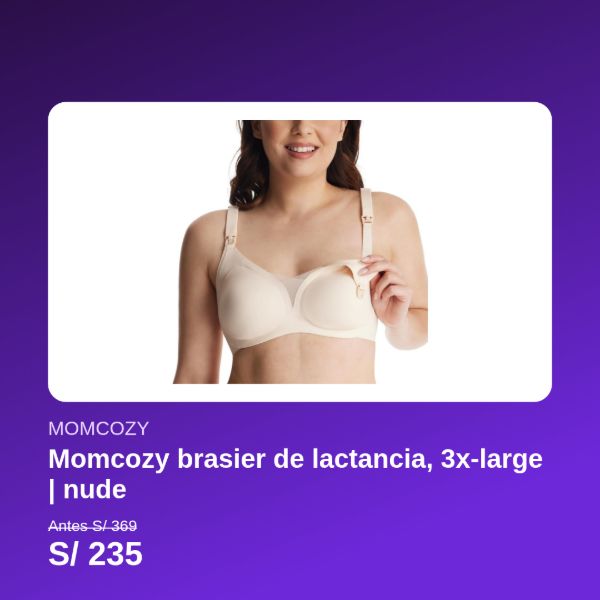 MOMCOZY
Momcozy brasier de lactancia, 3x-large
| nude
Antes S/ 369
S/ 235